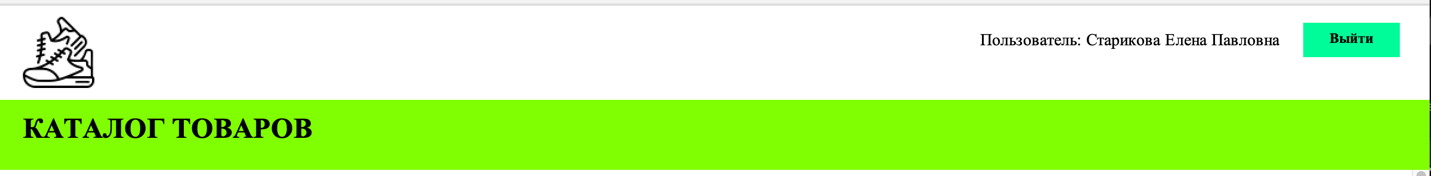 Пользователь: Старикова Елена Павловна
Выйти
КАТАЛОГ ТОВАРОВ